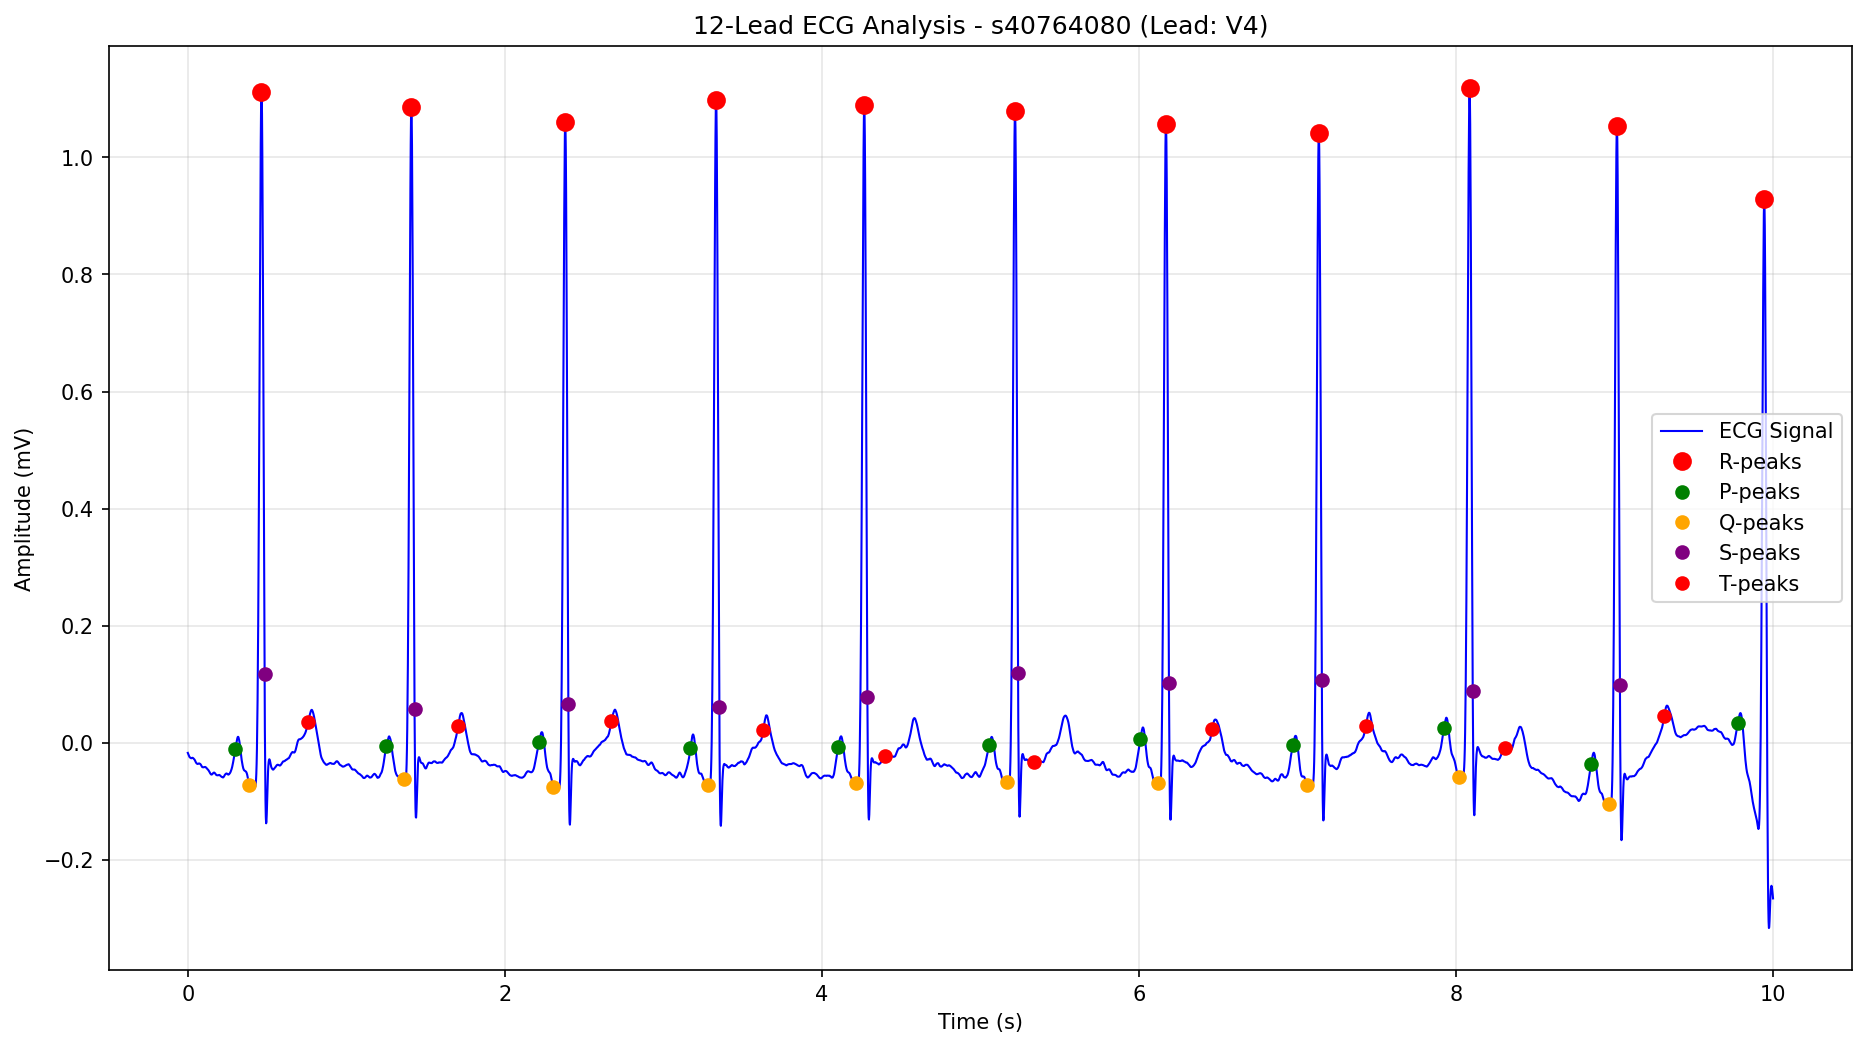 12-Lead ECG Analysis - s40764080 (Lead: V4)
Amplitude (mV)
1.0
0.8
0.6
0.4
0.2
0.0
−0.2
ECG Signal
R-peaks
P-peaks
Q-peaks
S-peaks
T-peaks
0 2 4 6 8 10
Time (s)